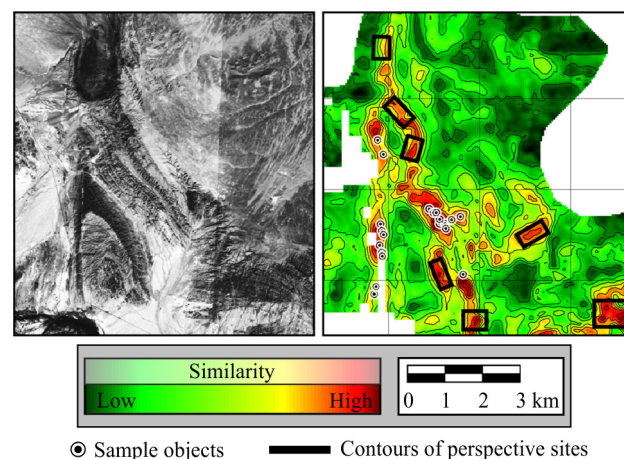 Similarity
Low High
0 1 2 3 km
Sample objects Contours of perspective sites